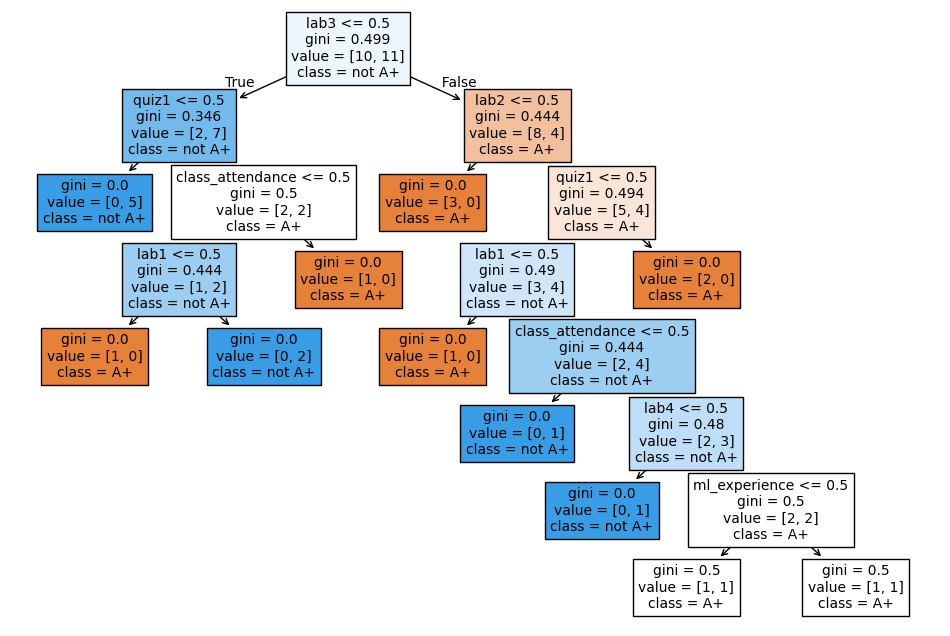 lab3 <= 0.5
gini = 0.499
value = [10, 11]
class = not A+
True
False
quiz1 <= 0.5
gini = 0.346
value = [2, 7]
class = not A+
lab2 <= 0.5
gini = 0.444
value = [8, 4]
class = A+
gini = 0.0
value = [0, 5]
class = not A+
class_attendance <= 0.5
gini = 0.5
value = [2, 2]
class = A+
gini = 0.0
value = [3, 0]
class = A+
quiz1 <= 0.5
gini = 0.494
value = [5, 4]
class = A+
lab1 <= 0.5
gini = 0.444
value = [1, 2]
class = not A+
gini = 0.0
value = [1, 0]
class = A+
lab1 <= 0.5
gini = 0.49
value = [3, 4]
class = not A+
gini = 0.0
value = [2, 0]
class = A+
gini = 0.0
value = [1, 0]
class = A+
gini = 0.0
value = [0, 2]
class = not A+
gini = 0.0
value = [1, 0]
class = A+
class_attendance <= 0.5
gini = 0.444
value = [2, 4]
class = not A+
gini = 0.0
value = [0, 1]
class = not A+
lab4 <= 0.5
gini = 0.48
value = [2, 3]
class = not A+
gini = 0.0
value = [0, 1]
class = not A+
ml_experience <= 0.5
gini = 0.5
value = [2, 2]
class = A+
gini = 0.5
value = [1, 1]
class = A+
gini = 0.5
value = [1, 1]
class = A+